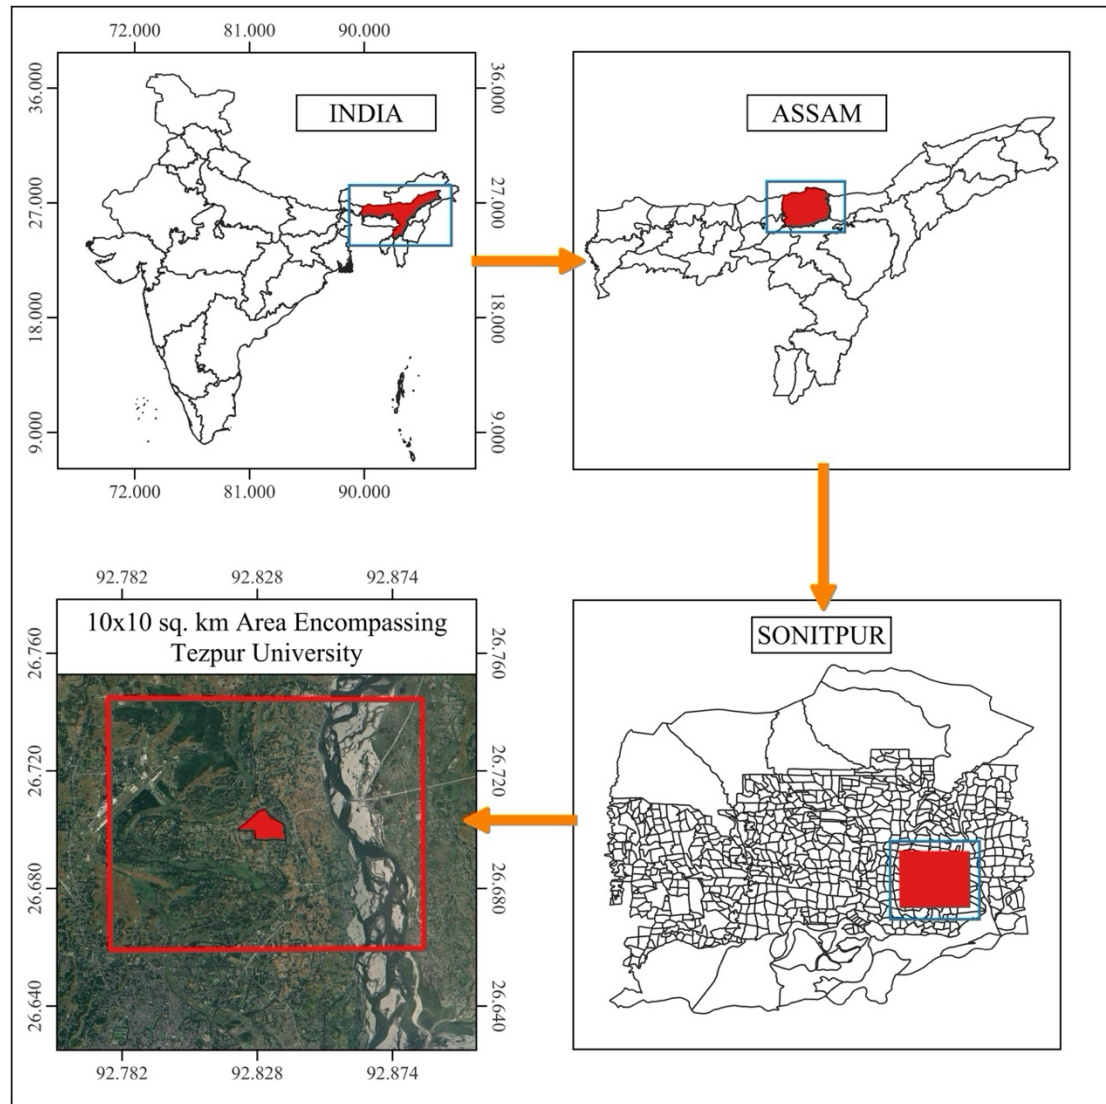 72.000 81.000 90.000
36.000 36.000
INDIA
27.000 27.000
18.000 18.000
9.000 9.000
72.000 81.000 90.000
ASSAM
SONITPUR
92.782 92.828 92.874
10x10 sq. km Area Encompassing
Tezpur University
26.760 26.760
26.720 26.720
26.680 26.680
26.640 26.640
92.782 92.828 92.874